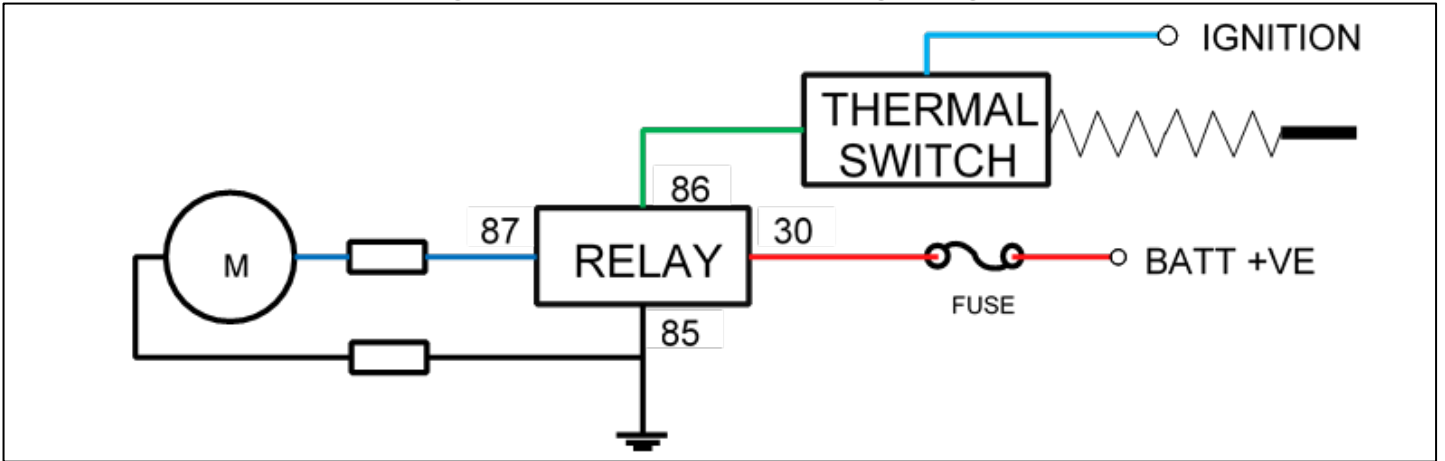 IGNITION
THERMAL
SWITCH
86
87
30
RELAY
M
BATT +VE
FUSE
85